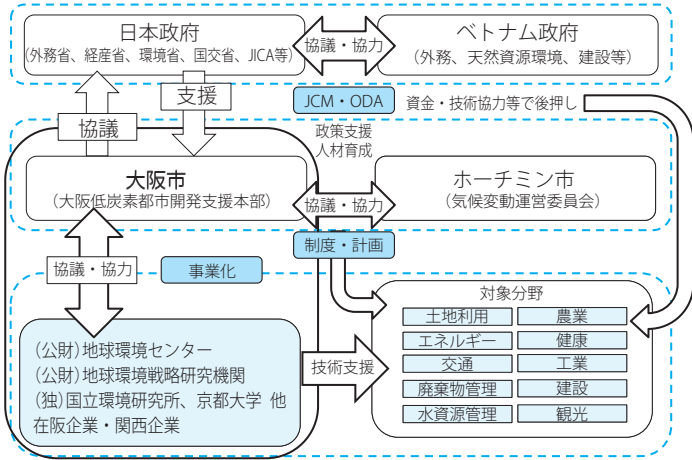 日本政府
(外務省、経産省、環境省、国交省、JICA等)
協議・協力
ベトナム政府
(外務、天然資源環境、建設等)
支援
協議
JCM・ODA
資金・技術協力等で後押し
政策支援
人材育成
大阪市
(大阪低炭素都市開発支援本部)
協議・協力
ホーチミン市
(気候変動運営委員会)
制度・計画
協議・協力
事業化
対象分野
土地利用
農業
エネルギー
健康
交通
工業
廃棄物管理
建設
水資源管理
観光
技術支援
(公財)地球環境センター
(公財)地球環境戦略研究機関
(独)国立環境研究所、京都大学 他
在阪企業・関西企業